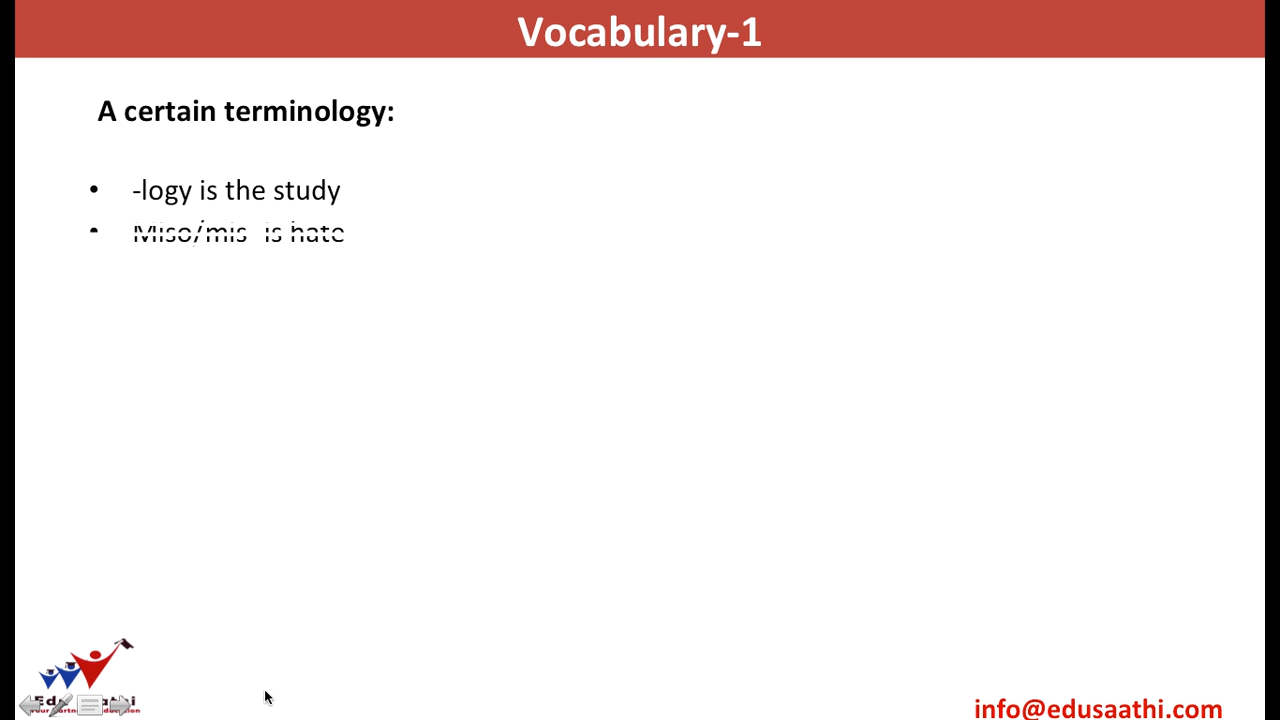 Vocabulary-1
A certain terminology:
• -logy is the study
• Miso/mis is hate
info@edusaathi.com